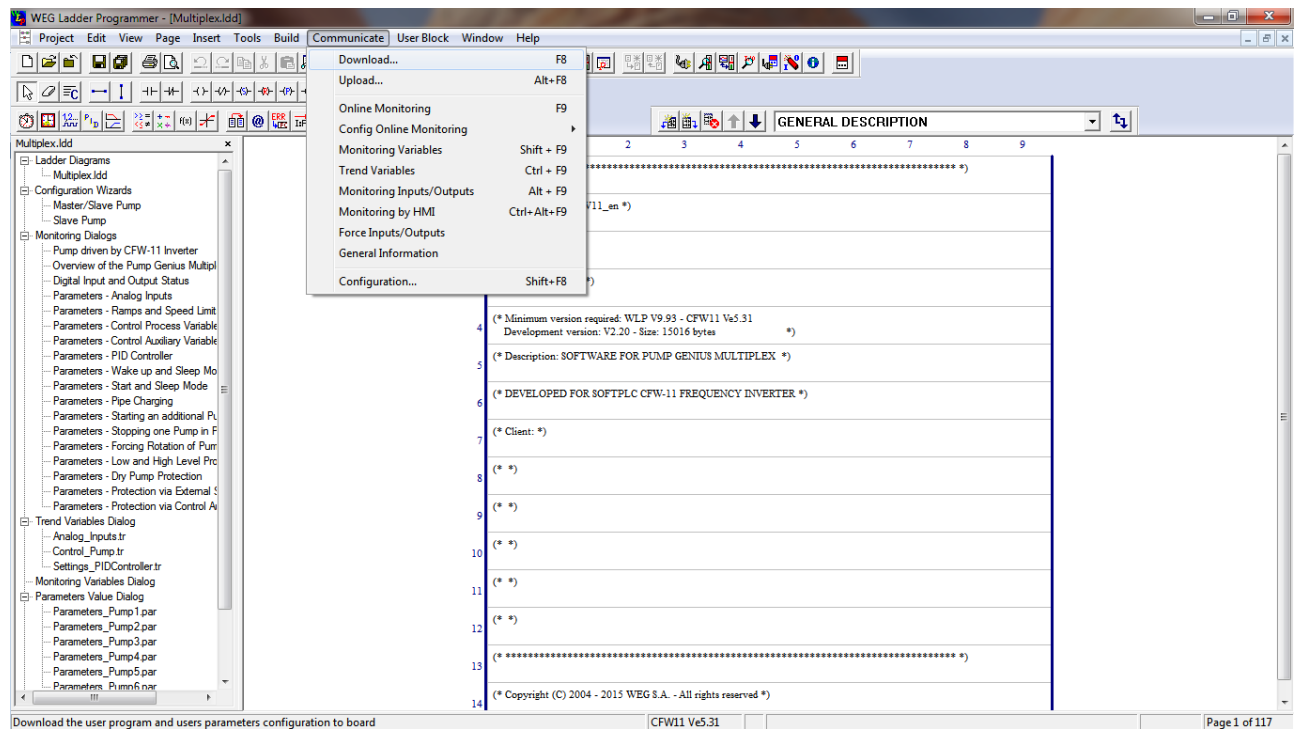 WEG Ladder Programmer - [Multiplex.ldd]
Project Edit View Page Insert Tools Build Communicate User Block Window Help
Download... F8
Upload... Alt+F8
Online Monitoring F9
Config Online Monitoring
Monitoring Variables Shift + F9
Trend Variables Ctrl + F9
Monitoring Inputs/Outputs Alt + F9
Monitoring by HMI Ctrl+Alt+F9
Force Inputs/Outputs
General Information
Configuration... Shift+F8
GENERAL DESCRIPTION
Multiplex.ldd
Ladder Diagrams
Multiplex.ldd
Configuration Wizards
Master/Slave Pump
Slave Pump
Monitoring Dialogs
Pump driven by CFW-11 Inverter
Overview of the Pump Genius Multipl
Digital Input and Output Status
Parameters - Analog Inputs
Parameters - Ramps and Speed Limit
Parameters - Control Process Variable
Parameters - Control Auxiliary Variable
Parameters - PID Controller
Parameters - Wake up and Sleep Mo
Parameters - Start and Sleep Mode
Parameters - Pipe Charging
Parameters - Starting an additional Pu
Parameters - Stopping one Pump in F
Parameters - Forcing Rotation of Pum
Parameters - Low and High Level Pro
Parameters - Dry Pump Protection
Parameters - Protection via External S
Parameters - Protection via Control A
Trend Variables Dialog
Analog_Inputs.tr
Control_Pump.tr
Settings_PIDController.tr
Monitoring Variables Dialog
Parameters Value Dialog
Parameters_Pump1.par
Parameters_Pump2.par
Parameters_Pump3.par
Parameters_Pump4.par
Parameters_Pump5.par
Parameters_Pump6.par
2 3 4 5 6 7 8 9
*)
11_en *)
*)
4 (* Minimum version required: WLP V9.93 - CFW11 Ve5.31
Development version: V2.20 - Size: 15016 bytes *)
5 (* Description: SOFTWARE FOR PUMP GENIUS MULTIPLEX *)
6 (* DEVELOPED FOR SOFTPLC CFW-11 FREQUENCY INVERTER *)
7 (* Client: *)
8 (* *)
9 (* *)
10 (* *)
11 (* *)
12 (* *)
13 (* ******************************************************************************** *)
14 (* Copyright (C) 2004 - 2015 WEG S.A. - All rights reserved *)
Download the user program and users parameters configuration to board
CFW11 Ve5.31
Page 1 of 117